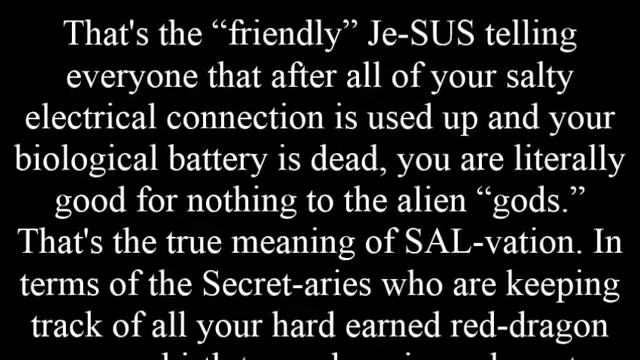 That's the “friendly” Je-SUS telling
everyone that after all of your salty
electrical connection is used up and your
biological battery is dead, you are literally
good for nothing to the alien “gods.”
That's the true meaning of SAL-vation. In
terms of the Secret-aries who are keeping
track of all your hard earned red-dragon